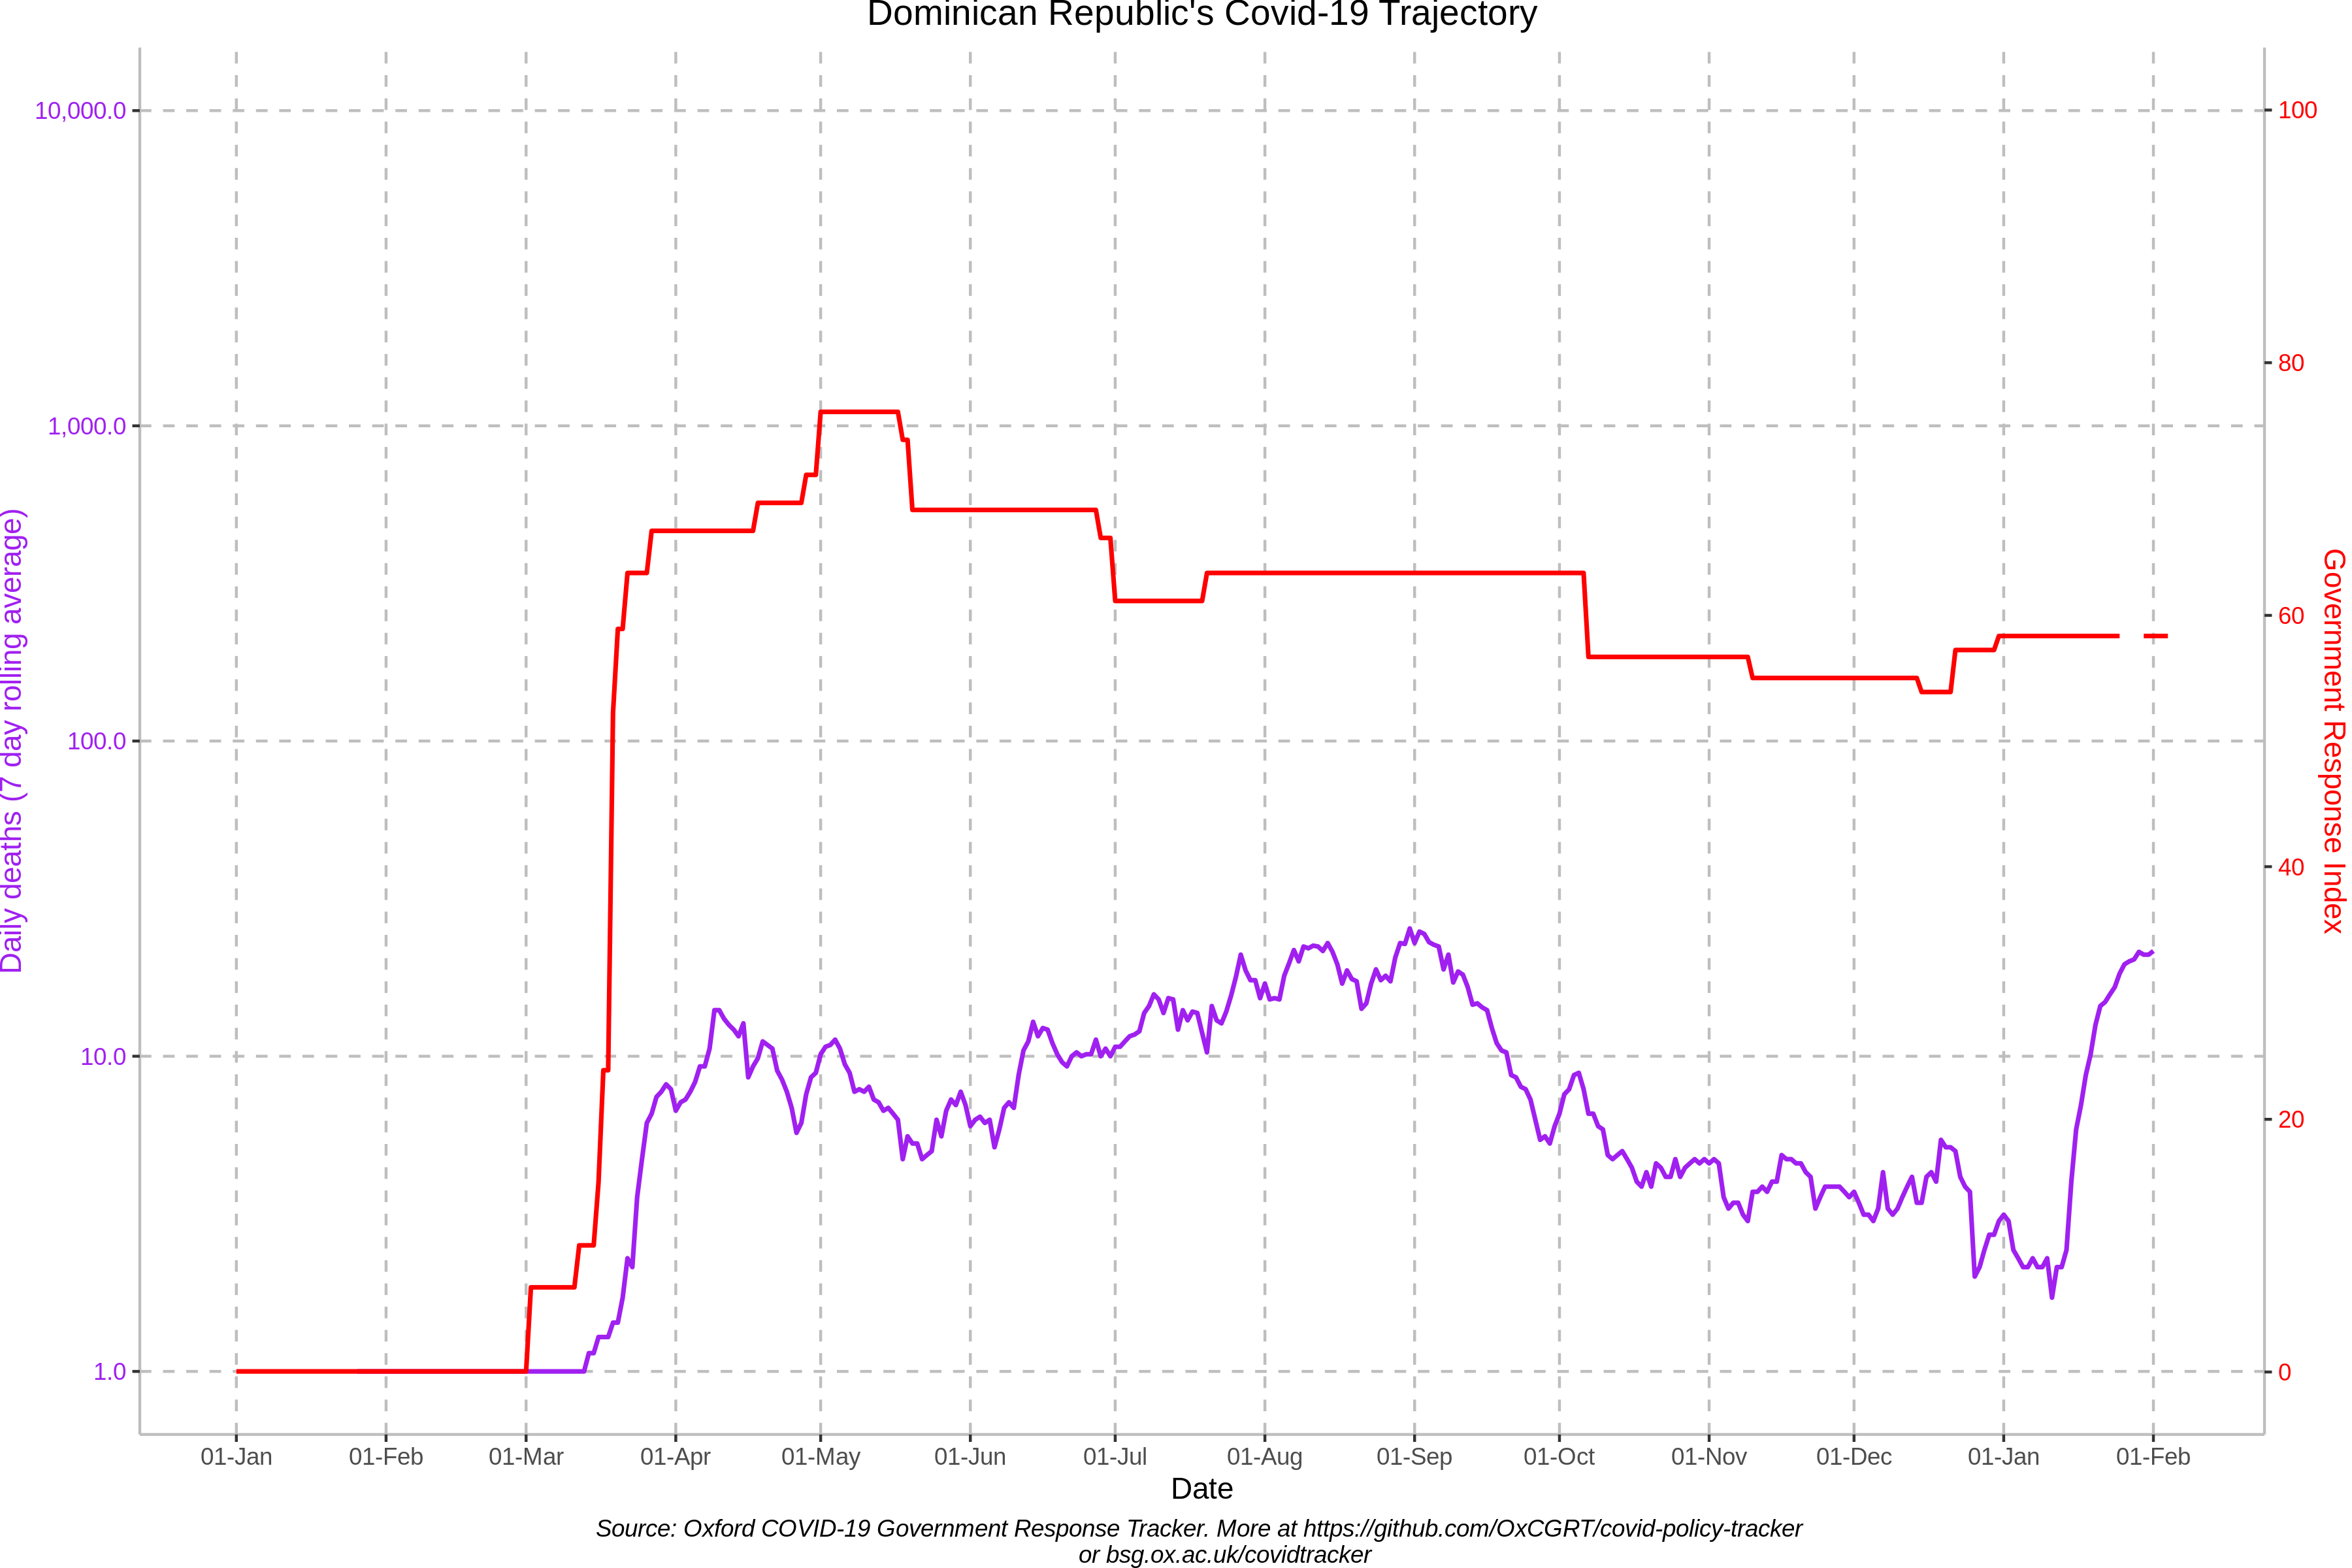 Dominican Republic's Covid-19 Trajectory
10,000.0
1,000.0
100.0
10.0
1.0
Daily deaths (7 day rolling average)
100
80
60
40
20
0
Government Response Index
01-Jan 01-Feb 01-Mar 01-Apr 01-May 01-Jun 01-Jul 01-Aug 01-Sep 01-Oct 01-Nov 01-Dec 01-Jan 01-Feb
Date
Source: Oxford COVID-19 Government Response Tracker. More at https://github.com/OxCGRT/covid-policy-tracker
or bsg.ox.ac.uk/covidtracker